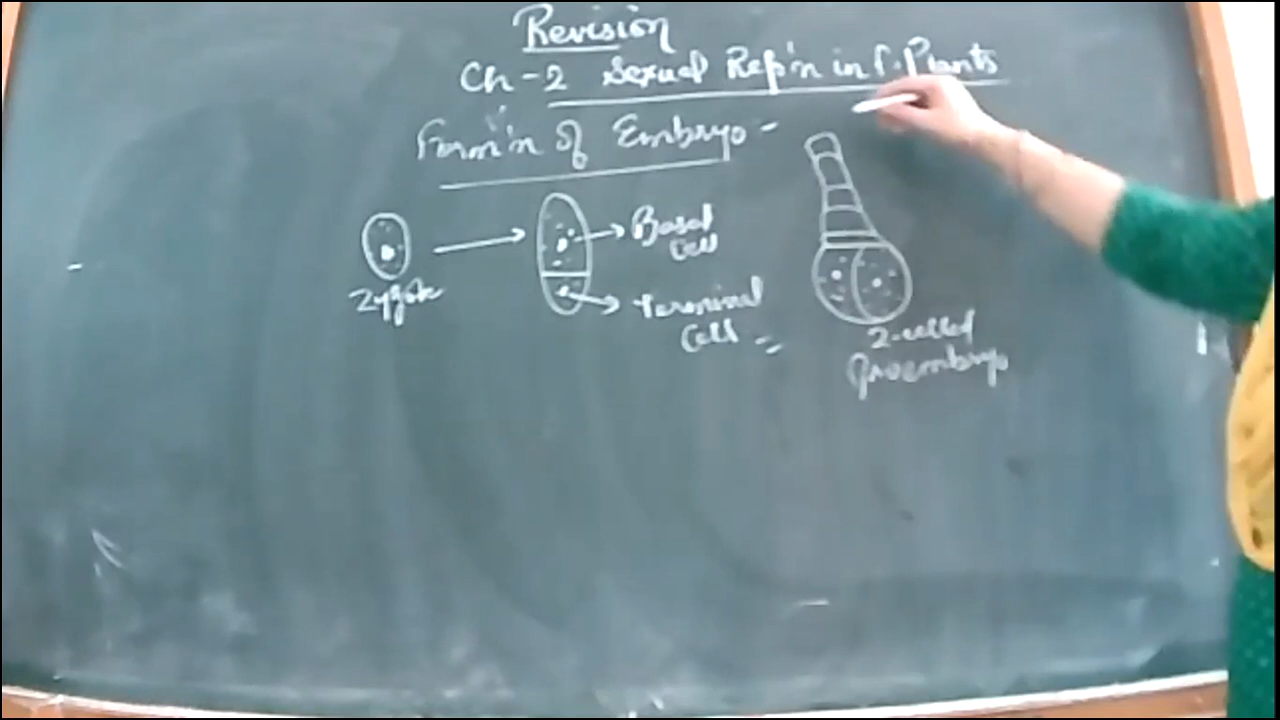 Revision
Ch-2 Sexual Rep'n in f. Plants
Form'n of Embryo -
Zygote
Basal
Cell
Terminal
Cell
2-celled
Proembryo